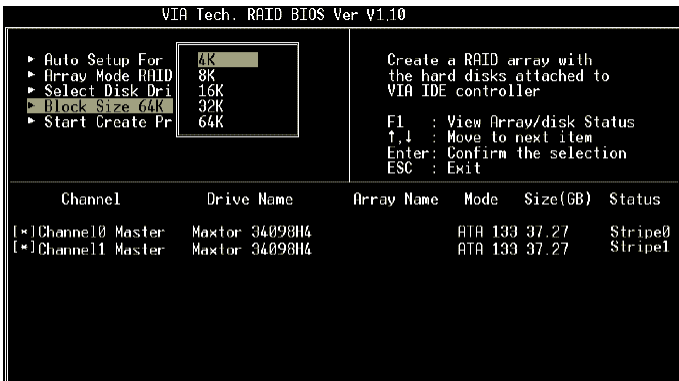 VIA Tech. RAID BIOS Ver V1.10
► Auto Setup For
► Array Mode RAID
► Select Disk Dri
► Block Size 64K
► Start Create Pr
4K
8K
16K
32K
64K
Create a RAID array with
the hard disks attached to
VIA IDE controller
F1 : View Array/disk Status
↑,↓ : Move to next item
Enter: Confirm the selection
ESC : Exit
Channel Drive Name Array Name Mode Size(GB) Status
[*]Channel0 Master Maxtor 34098H4 ATA 133 37.27 Stripe0
[*]Channel1 Master Maxtor 34098H4 ATA 133 37.27 Stripe1